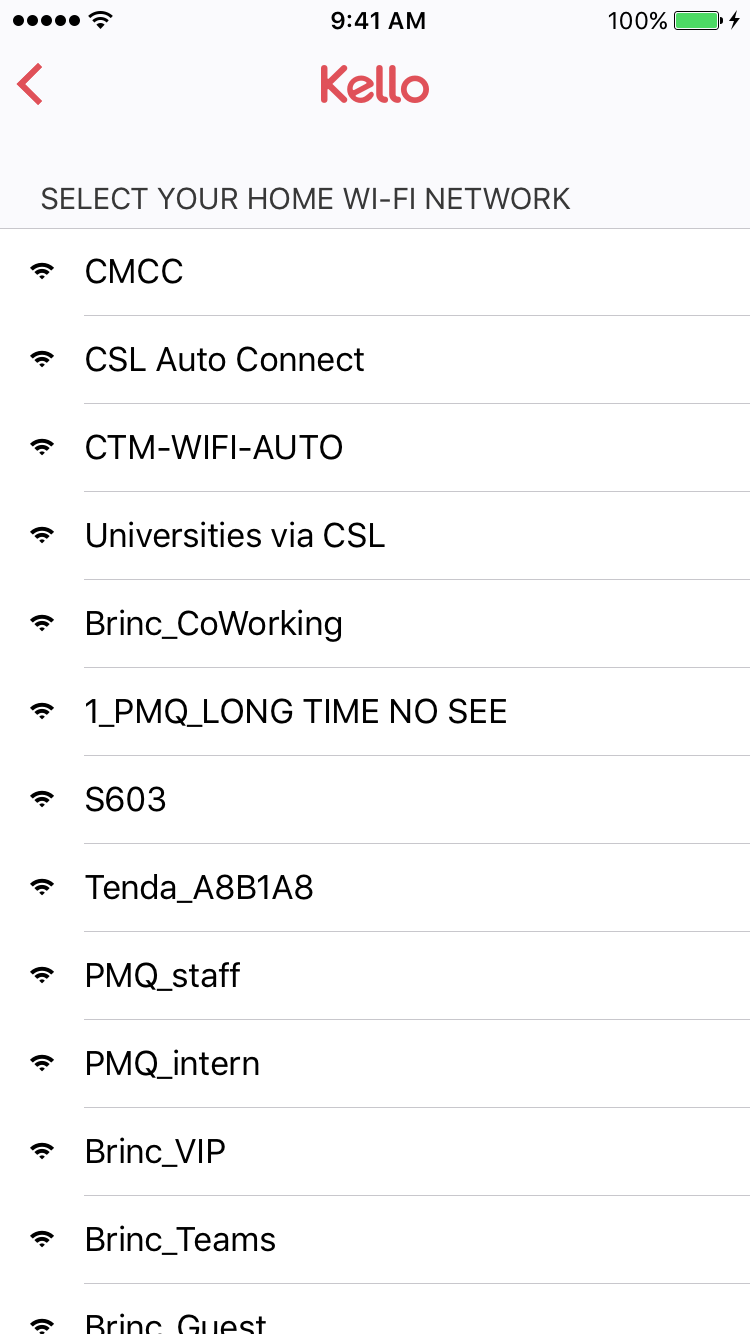 9:41 AM
100%
Kello
SELECT YOUR HOME WI-FI NETWORK
CMCC
CSL Auto Connect
CTM-WIFI-AUTO
Universities via CSL
Brinc_CoWorking
1_PMQ_LONG TIME NO SEE
S603
Tenda_A8B1A8
PMQ_staff
PMQ_intern
Brinc_VIP
Brinc_Teams
Brinc_Guest